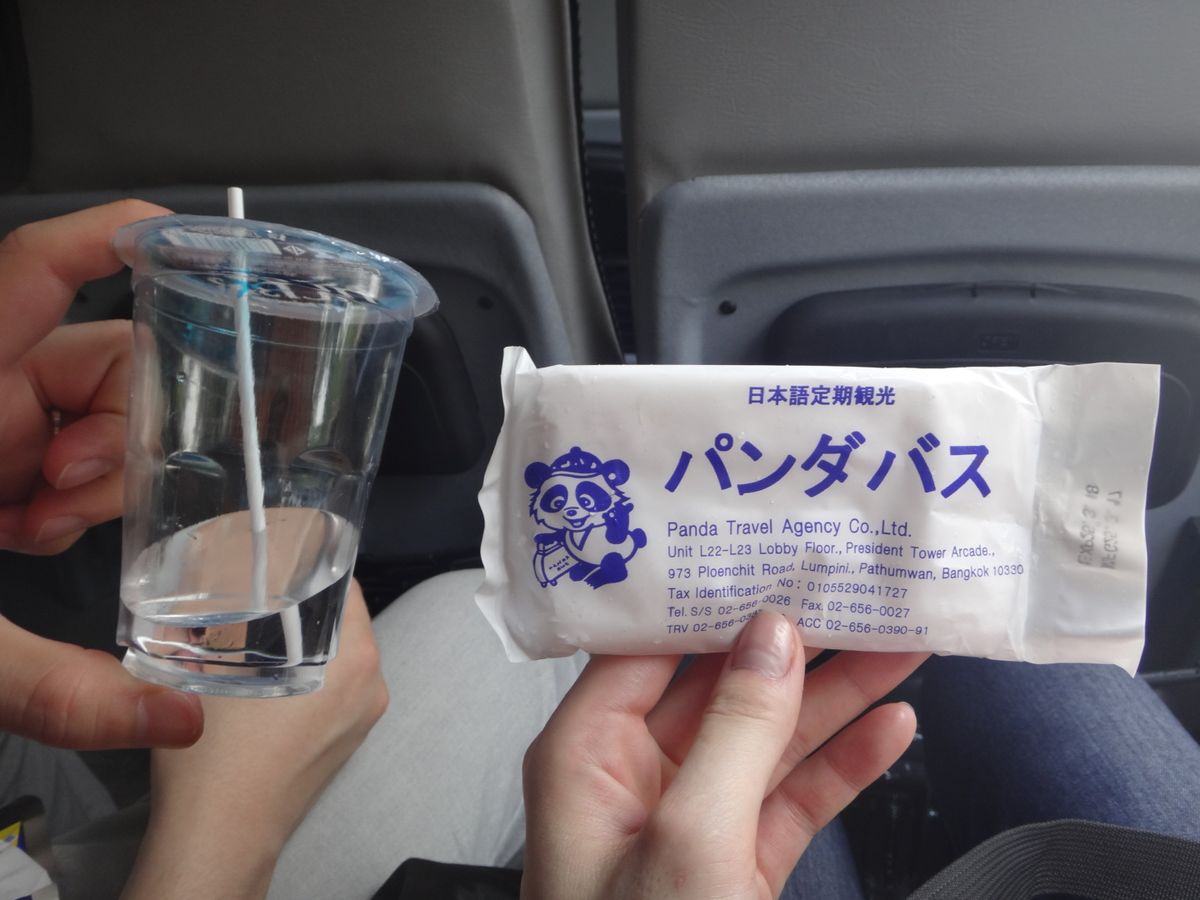 日本語定期観光
パンダバス
Panda Travel Agency Co.,Ltd.
Unit L22-L23 Lobby Floor., President Tower Arcade.,
973 Ploenchit Road, Lumpini., Pathumwan, Bangkok 10330
Tax Identification No : 0105529041727
Tel. S/S 02-656-0026 Fax. 02-656-0027
TRV ACC 02-656-0390-91